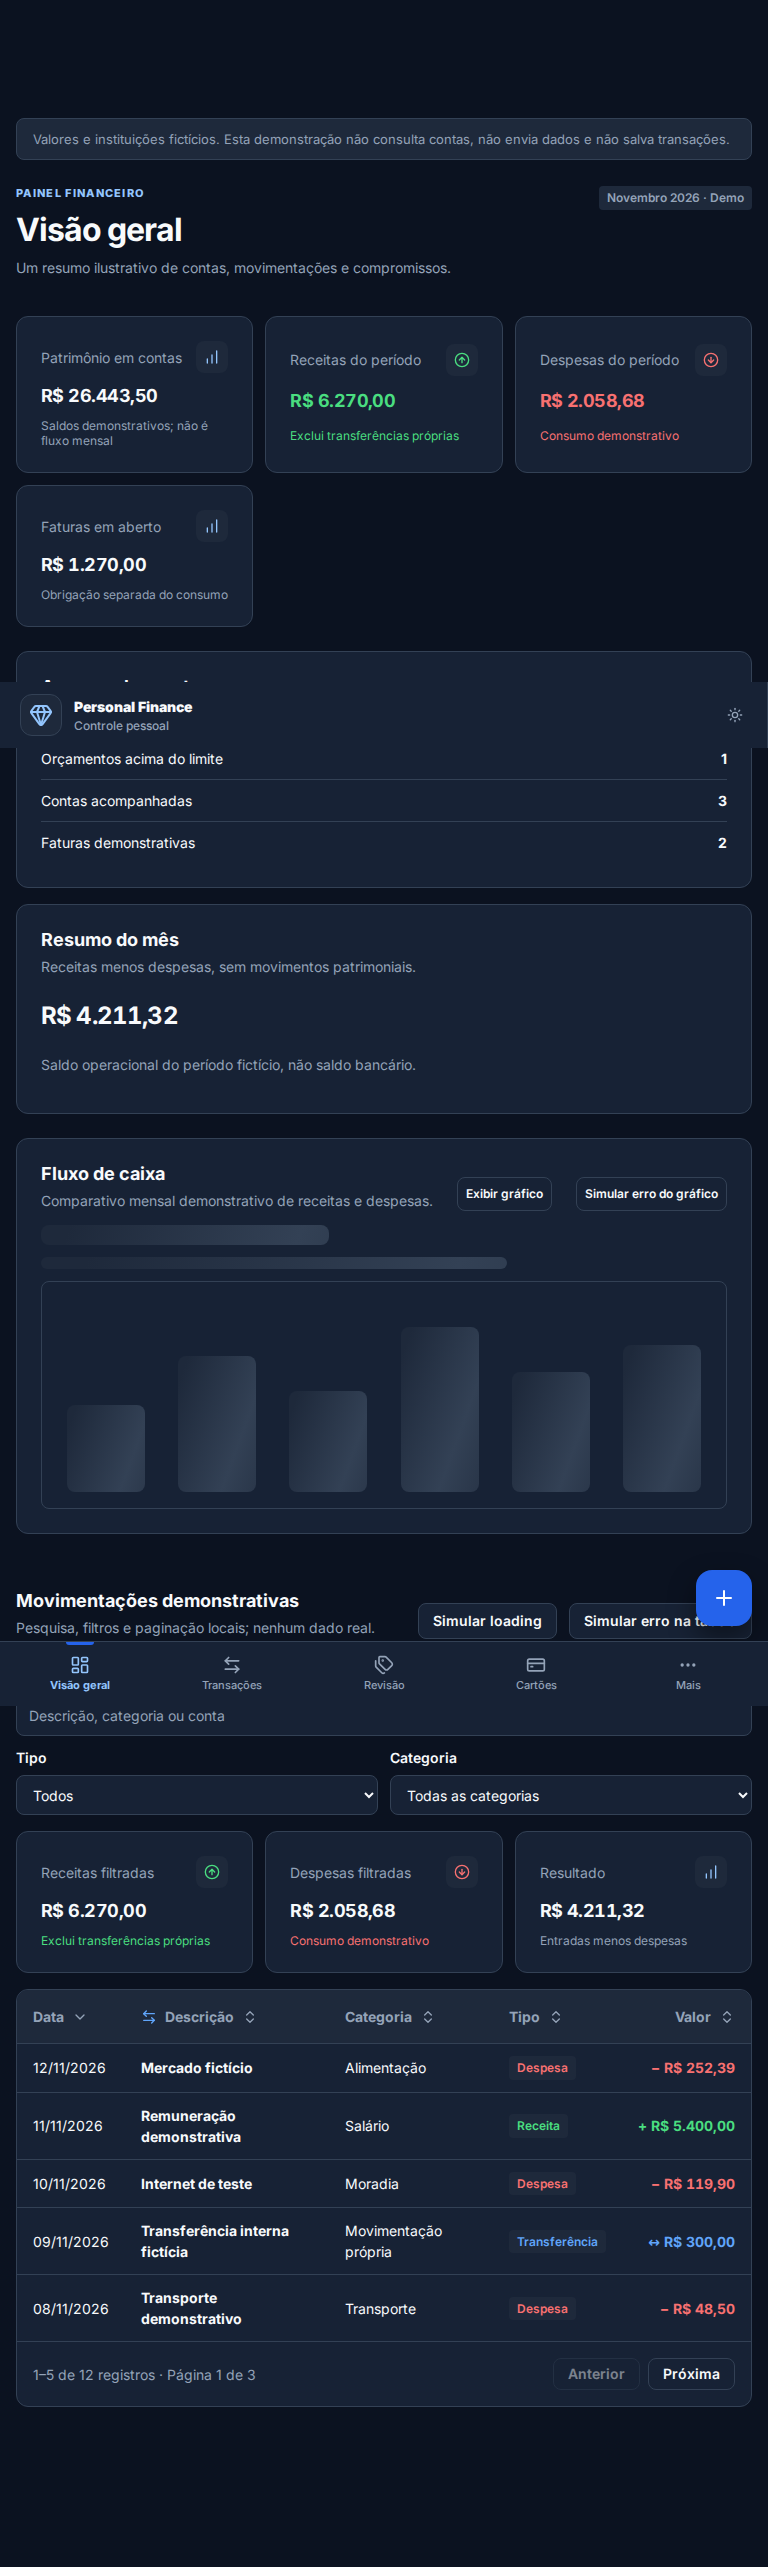 Valores e instituições fictícios. Esta demonstração não consulta contas, não envia dados e não salva transações.
PAINEL FINANCEIRO
Novembro 2026 · Demo
Visão geral
Um resumo ilustrativo de contas, movimentações e compromissos.
Patrimônio em contas
R$ 26.443,50
Saldos demonstrativos; não é
fluxo mensal
Receitas do período
R$ 6.270,00
Exclui transferências próprias
Despesas do período
R$ 2.058,68
Consumo demonstrativo
Faturas em aberto
R$ 1.270,00
Obrigação separada do consumo
Personal Finance
Controle pessoal
Orçamentos acima do limite 1
Contas acompanhadas 3
Faturas demonstrativas 2
Resumo do mês
Receitas menos despesas, sem movimentos patrimoniais.
R$ 4.211,32
Saldo operacional do período fictício, não saldo bancário.
Fluxo de caixa
Comparativo mensal demonstrativo de receitas e despesas.
Exibir gráfico
Simular erro do gráfico
Movimentações demonstrativas
Pesquisa, filtros e paginação locais; nenhum dado real.
Simular loading
Simular erro na
Visão geral
Transações
Revisão
Cartões
Mais
Descrição, categoria ou conta
Tipo
Todos
Categoria
Todas as categorias
Receitas filtradas
R$ 6.270,00
Exclui transferências próprias
Despesas filtradas
R$ 2.058,68
Consumo demonstrativo
Resultado
R$ 4.211,32
Entradas menos despesas
Data Descrição Categoria Tipo Valor
12/11/2026 Mercado fictício Alimentação Despesa − R$ 252,39
11/11/2026 Remuneração
demonstrativa Salário Receita + R$ 5.400,00
10/11/2026 Internet de teste Moradia Despesa − R$ 119,90
09/11/2026 Transferência interna
fictícia Movimentação
própria Transferência ↔ R$ 300,00
08/11/2026 Transporte
demonstrativo Transporte Despesa − R$ 48,50
1–5 de 12 registros · Página 1 de 3
Anterior
Próxima